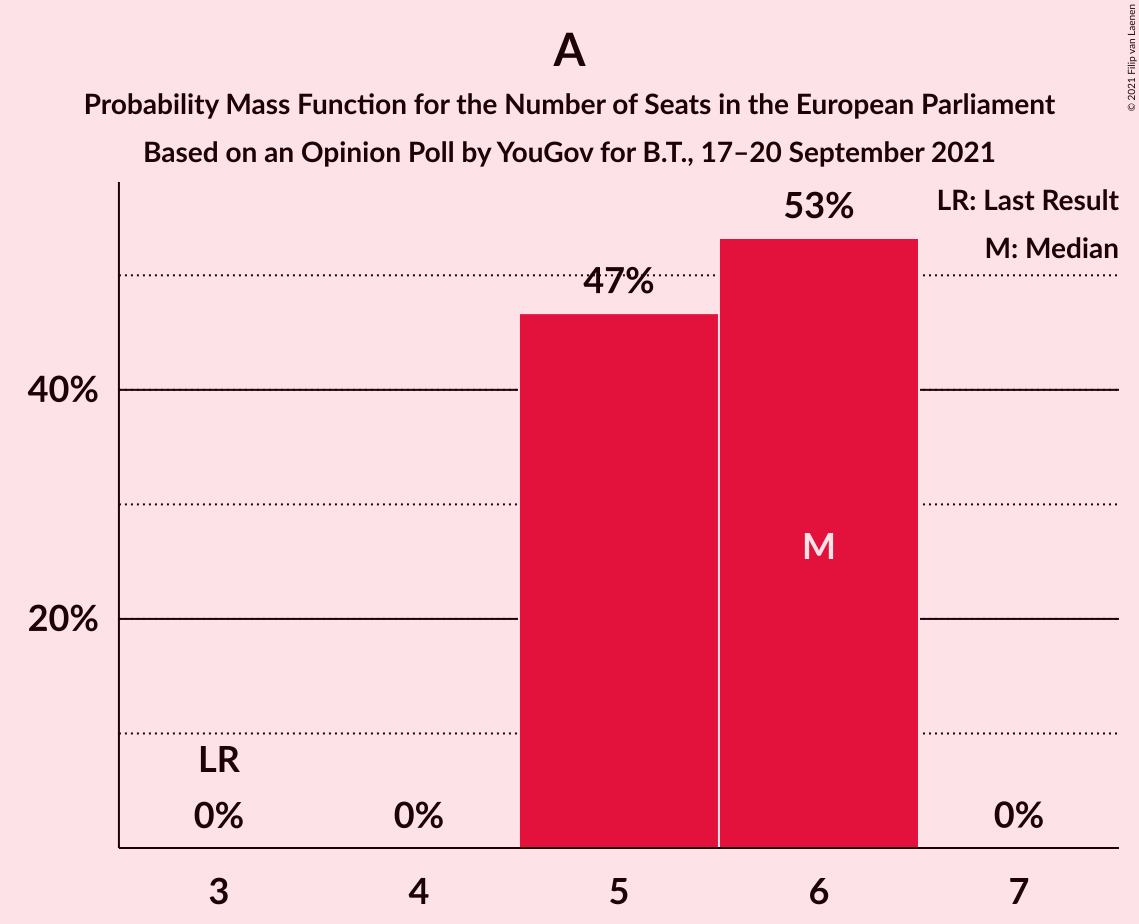 A
Probability Mass Function for the Number of Seats in the European Parliament
Based on an Opinion Poll by YouGov for B.T., 17–20 September 2021
© 2021 Filip van Laenen
LR: Last Result
M: Median
53%
47%
40%
M
20%
LR
0%
0%
0%
3
4
5
6
7